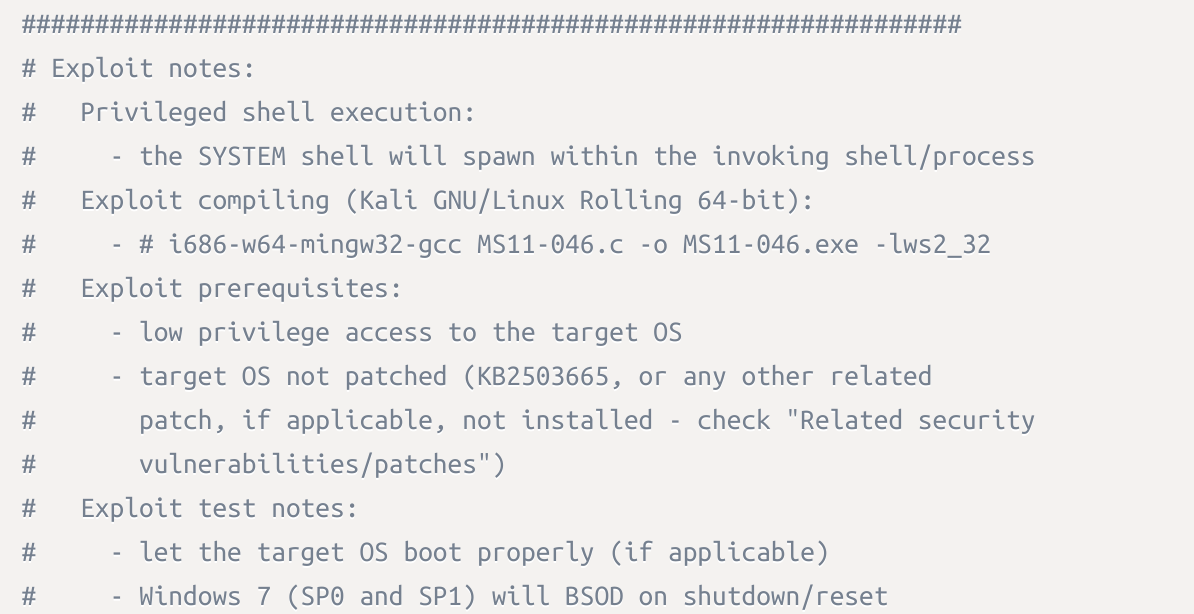 ################################################################
# Exploit notes:
#   Privileged shell execution:
#     - the SYSTEM shell will spawn within the invoking shell/process
#   Exploit compiling (Kali GNU/Linux Rolling 64-bit):
#     - # i686-w64-mingw32-gcc MS11-046.c -o MS11-046.exe -lws2_32
#   Exploit prerequisites:
#     - low privilege access to the target OS
#     - target OS not patched (KB2503665, or any other related
#       patch, if applicable, not installed - check "Related security
#       vulnerabilities/patches")
#   Exploit test notes:
#     - let the target OS boot properly (if applicable)
#     - Windows 7 (SP0 and SP1) will BSOD on shutdown/reset